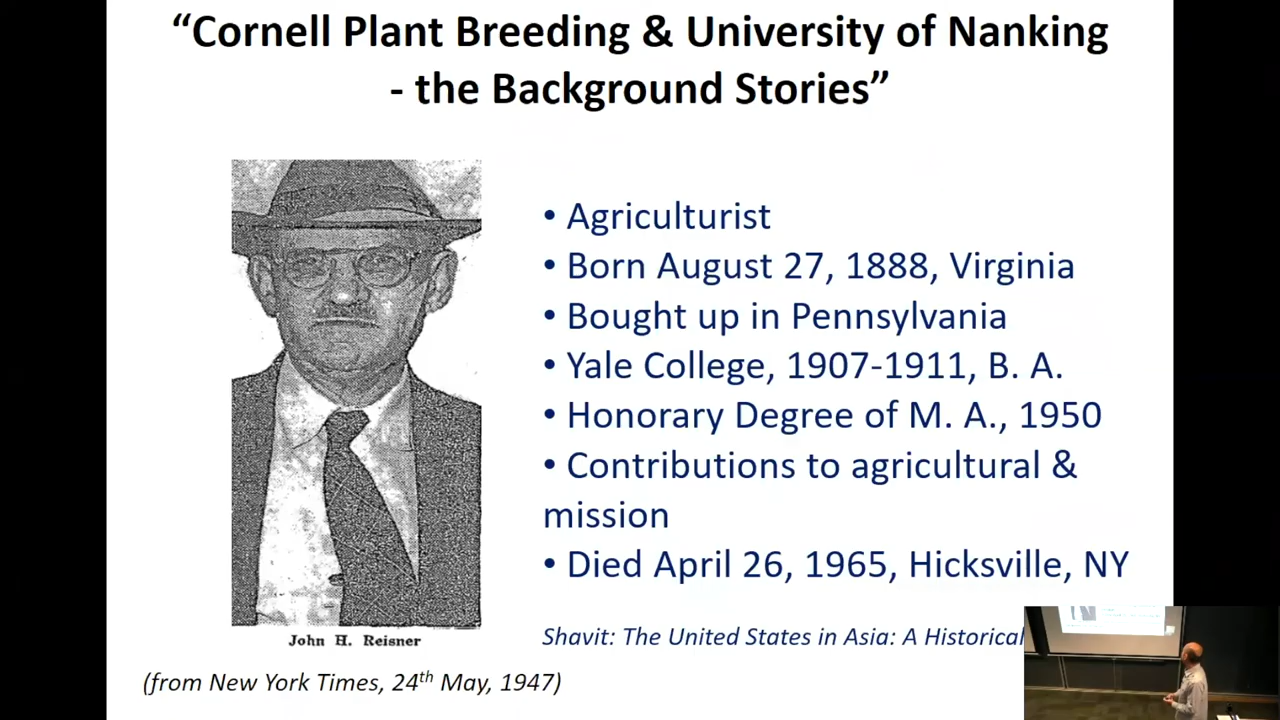 “Cornell Plant Breeding & University of Nanking
- the Background Stories”
• Agriculturist
• Born August 27, 1888, Virginia
• Bought up in Pennsylvania
• Yale College, 1907-1911, B. A.
• Honorary Degree of M. A., 1950
• Contributions to agricultural &
mission
• Died April 26, 1965, Hicksville, NY
John H. Reisner
Shavit: The United States in Asia: A Historical
(from New York Times, 24th May, 1947)